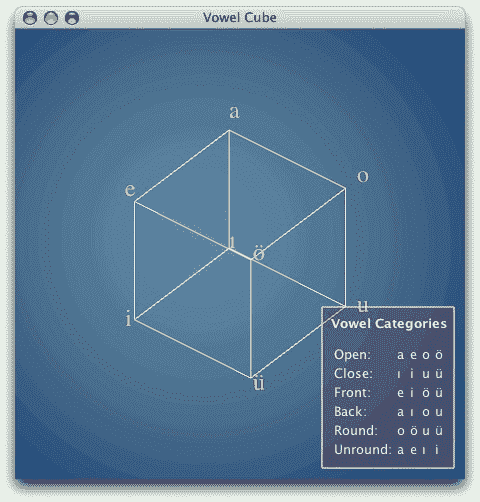 Vowel Cube
a
o
e
ı
ö
u
i
ü
Vowel Categories
Open: a e o ö
Close: ı i u ü
Front: e i ö ü
Back: a ı o u
Round: o ö u ü
Unround: a e ı i